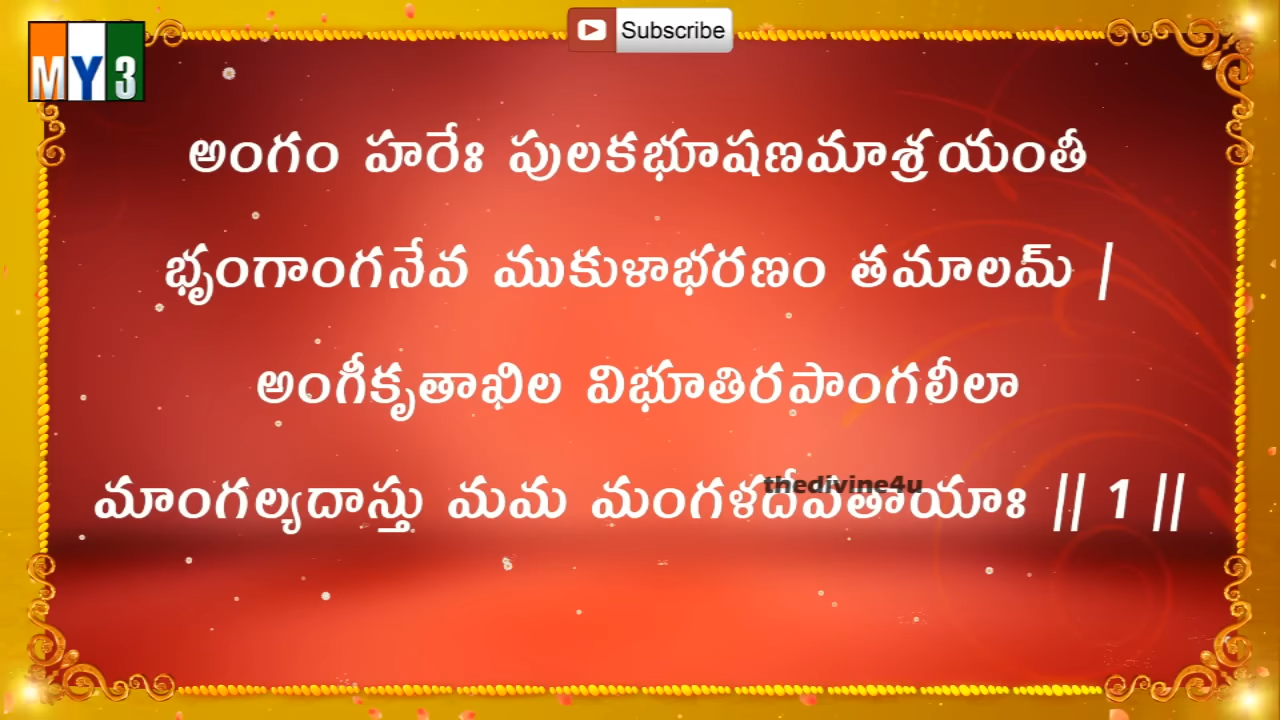 MY3
Subscribe
అంగం హరేః పులకభూషణమాశ్రయంతీ
భృంగాంగనేవ ముకుళాభరణం తమాలమ్ |
అంగీకృతాఖిల విభూతిరపాంగలీలా
మాంగల్యదాస్తు మమ మంగళదేవతాయాః || 1 ||
thedivine4u